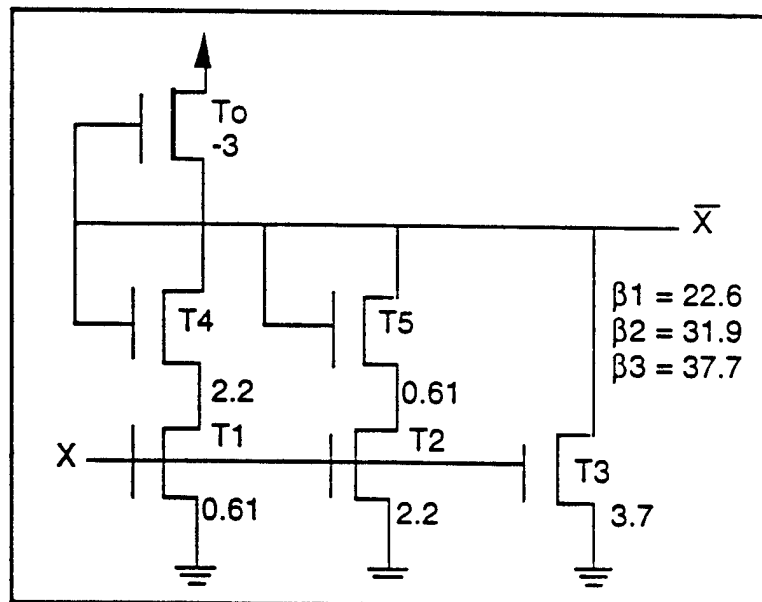 To
-3
X̄
T4
T5
β1 = 22.6
β2 = 31.9
β3 = 37.7
2.2
0.61
X
T1
T2
T3
0.61
2.2
3.7